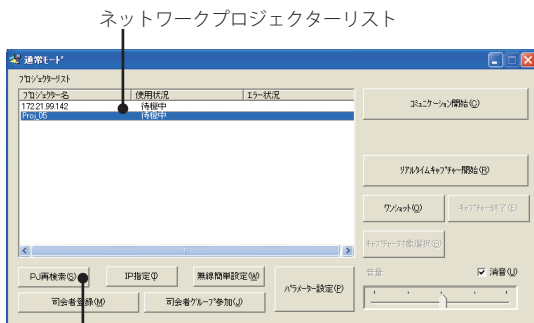 ネットワークプロジェクターリスト
通常モード
プロジェクターリスト
プロジェクター名 使用状況 エラー状況
172.21.99.142 待機中
Proj_05 待機中
コミュニケーション開始(C)
リアルタイムキャプチャー開始(R)
ワンショット(O) キャプチャー終了(E)
キャプチャー対象選択(B)
PJ再検索(S) IP指定(I) 無線簡単設定(W) パラメーター設定(P) 音量 消音(U)
司会者登録(M) 司会者グループ参加(J)